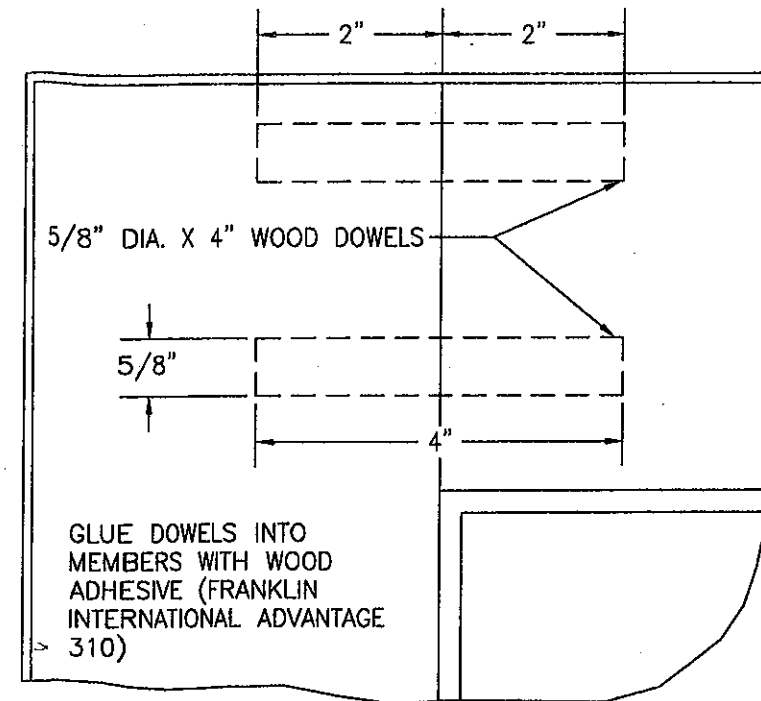 2" 2"
5/8" DIA. X 4" WOOD DOWELS
5/8"
4"
GLUE DOWELS INTO
MEMBERS WITH WOOD
ADHESIVE (FRANKLIN
INTERNATIONAL ADVANTAGE
310)